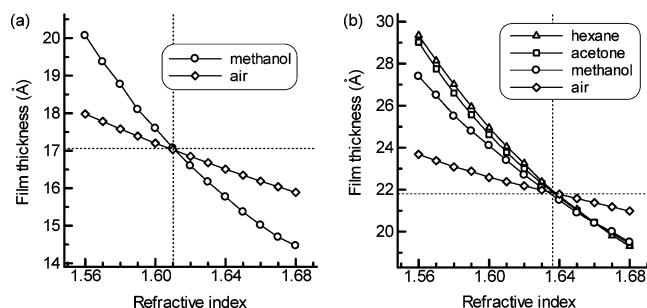 (a)
Film thickness (Å)
20
19
18
17
16
15
14
methanol
air
1.56
1.60
1.64
1.68
Refractive index
(b)
Film thickness (Å)
30
28
26
24
22
20
hexane
acetone
methanol
air
1.56
1.60
1.64
1.68
Refractive index